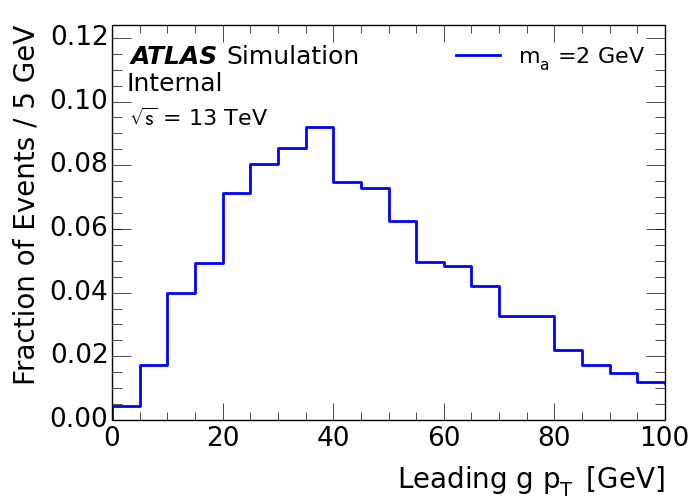 0.12
0.10
0.08
0.06
0.04
0.02
0.00
Fraction of Events / 5 GeV
ATLAS Simulation
Internal
√s = 13 TeV
mₐ =2 GeV
0 20 40 60 80 100
Leading g p_T [GeV]